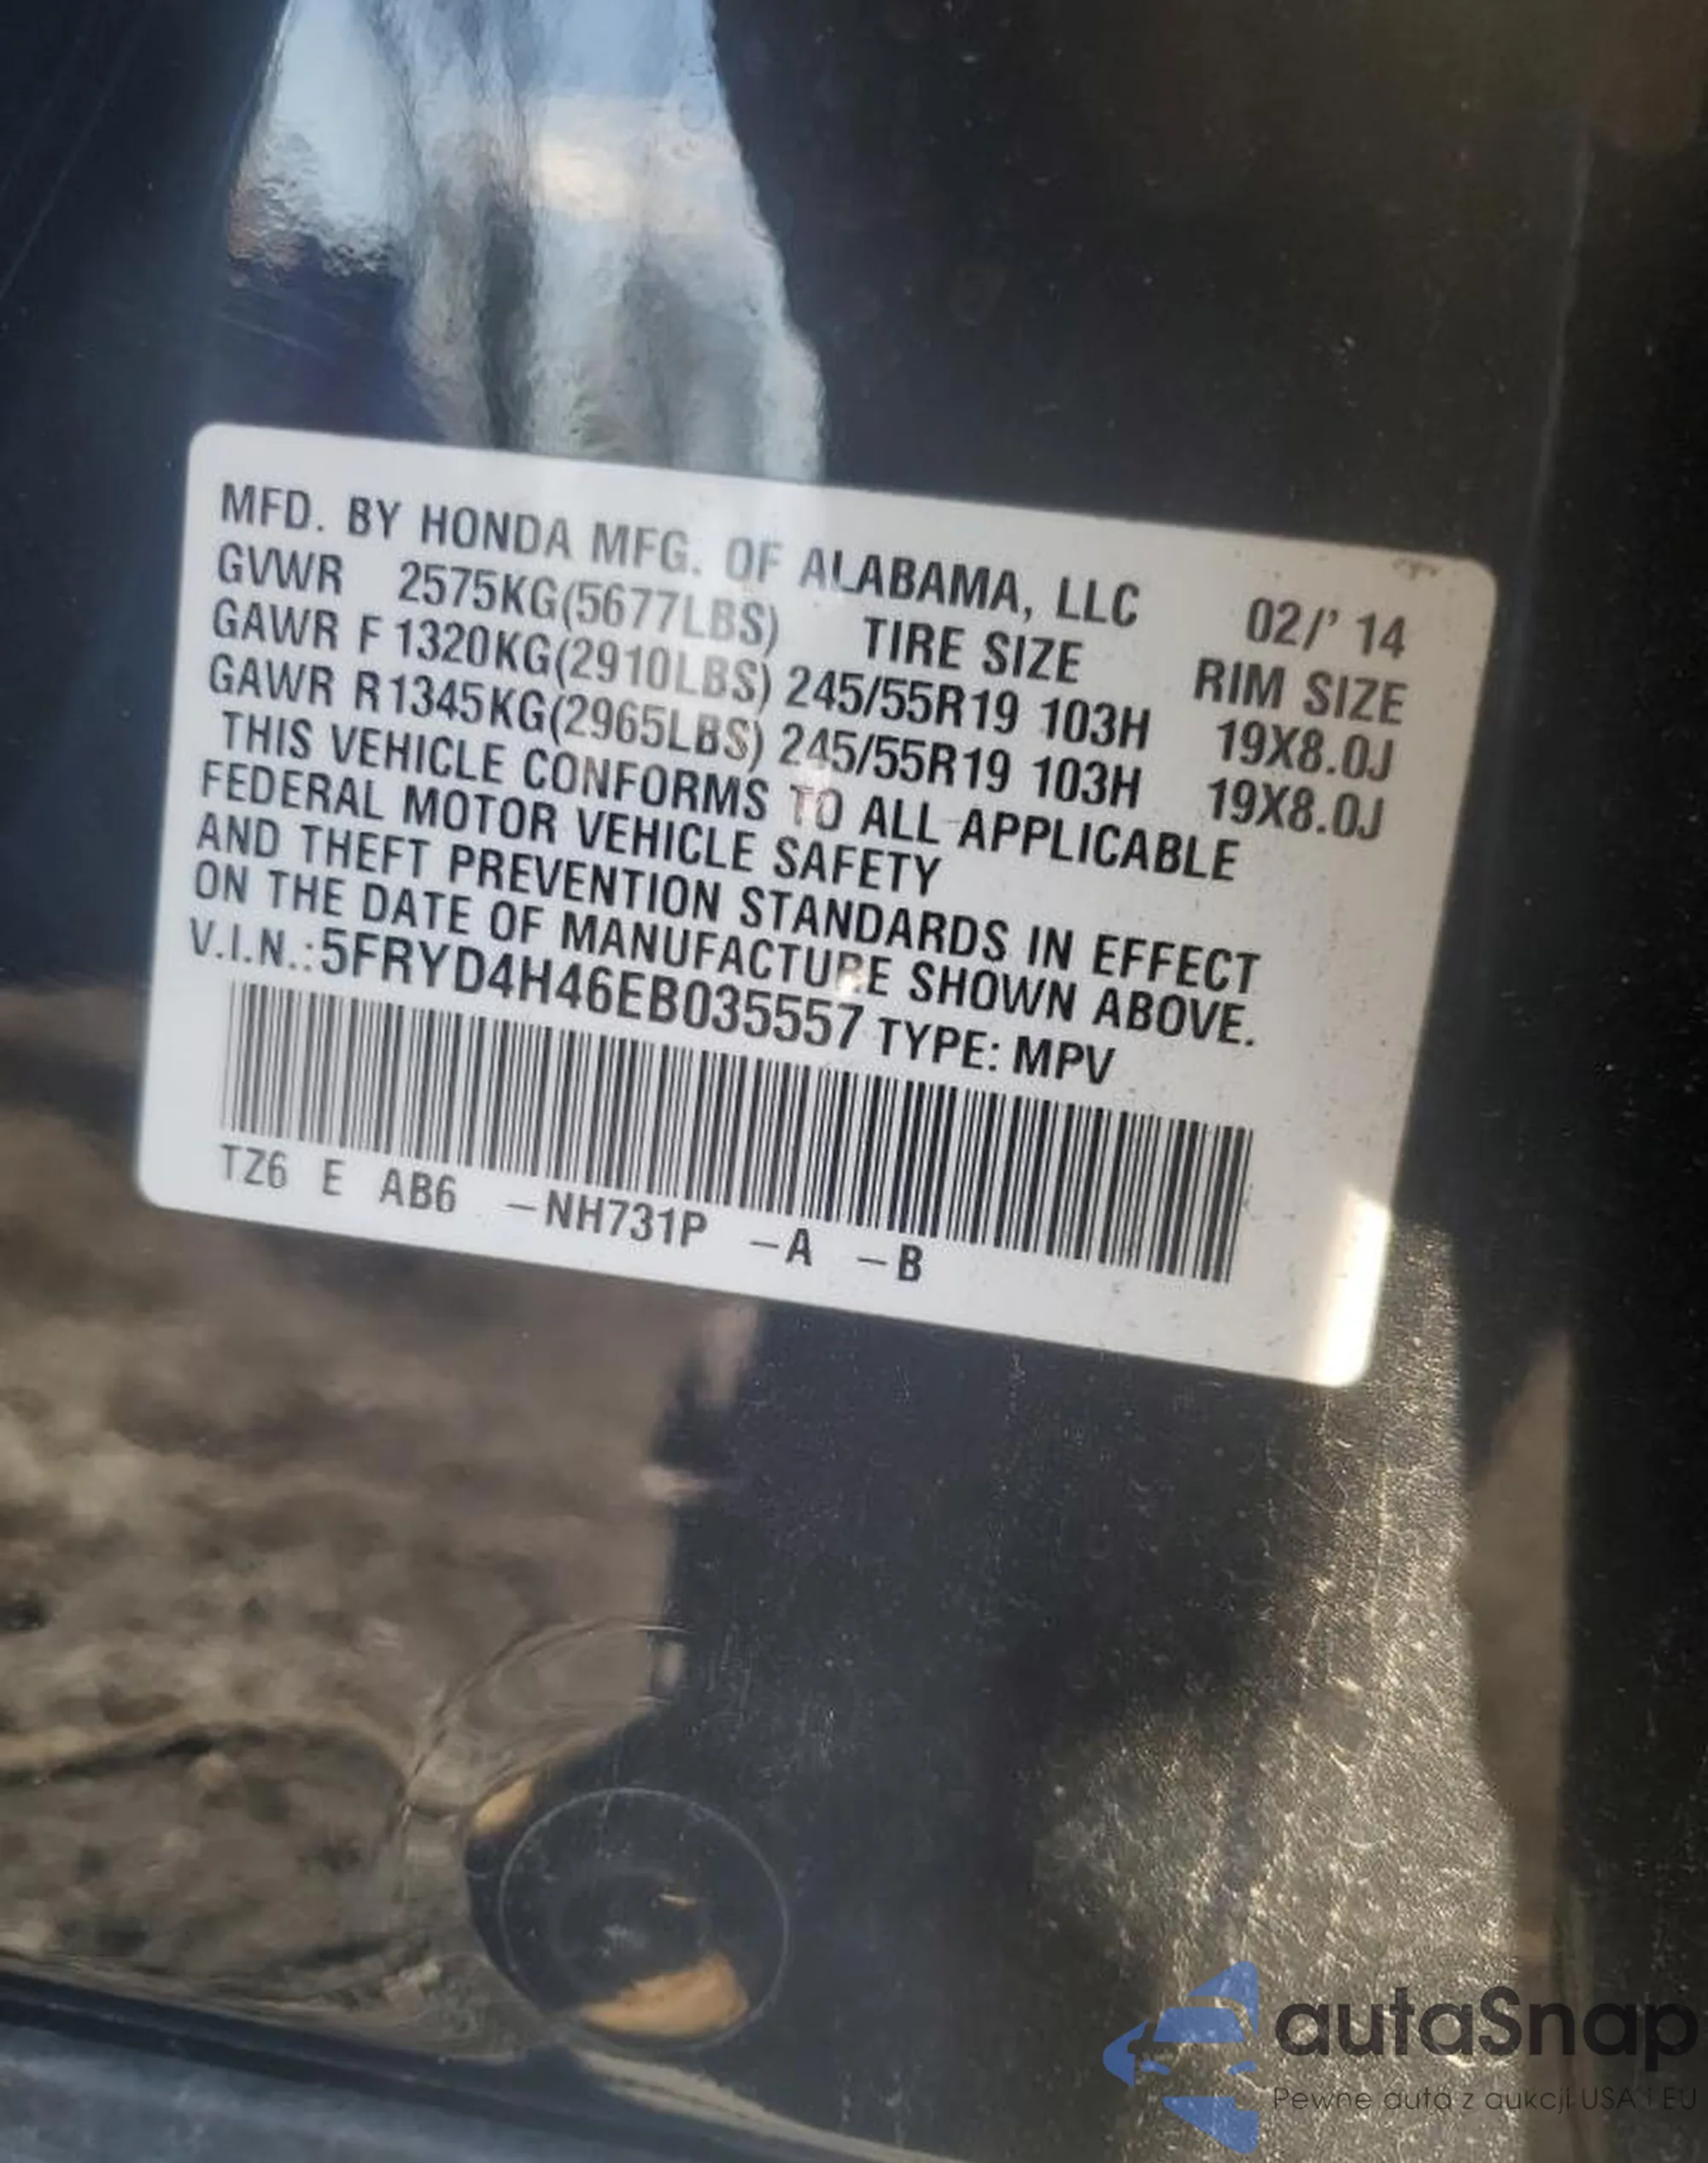 MFD. BY HONDA MFG. OF ALABAMA, LLC 02/' 14
GVWR 2575KG(5677LBS) TIRE SIZE RIM SIZE
GAWR F 1320KG(2910LBS) 245/55R19 103H 19X8.0J
GAWR R1345KG(2965LBS) 245/55R19 103H 19X8.0J
THIS VEHICLE CONFORMS TO ALL APPLICABLE
FEDERAL MOTOR VEHICLE SAFETY
AND THEFT PREVENTION STANDARDS IN EFFECT
ON THE DATE OF MANUFACTURE SHOWN ABOVE.
V.I.N.:5FRYD4H46EB035557 TYPE: MPV
TZ6 E AB6 -NH731P -A -B
autaSnap
Pewne auta z aukcji USA i EU